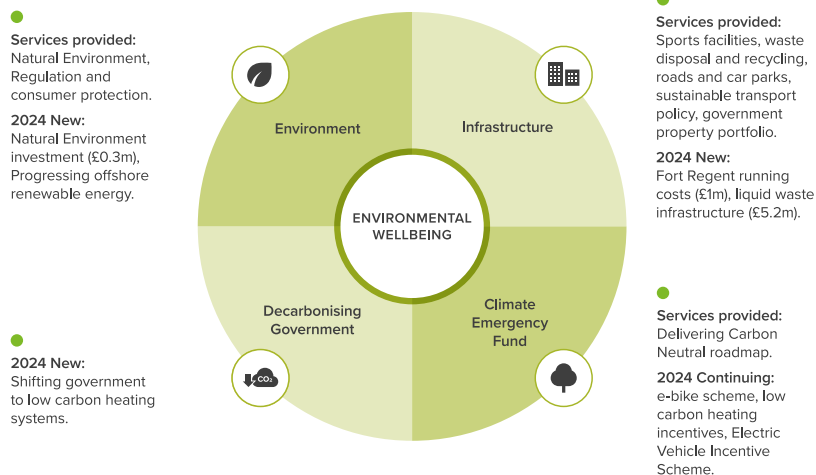 Services provided:
Natural Environment,
Regulation and
consumer protection.
2024 New:
Natural Environment
investment (£0.3m),
Progressing offshore
renewable energy.
Environment
Infrastructure
Services provided:
Sports facilities, waste
disposal and recycling,
roads and car parks,
sustainable transport
policy, government
property portfolio.
2024 New:
Fort Regent running
costs (£1m), liquid waste
infrastructure (£5.2m).
ENVIRONMENTAL
WELLBEING
Decarbonising
Government
CO₂
2024 New:
Shifting government
to low carbon heating
systems.
Climate
Emergency
Fund
Services provided:
Delivering Carbon
Neutral roadmap.
2024 Continuing:
e-bike scheme, low
carbon heating
incentives, Electric
Vehicle Incentive
Scheme.